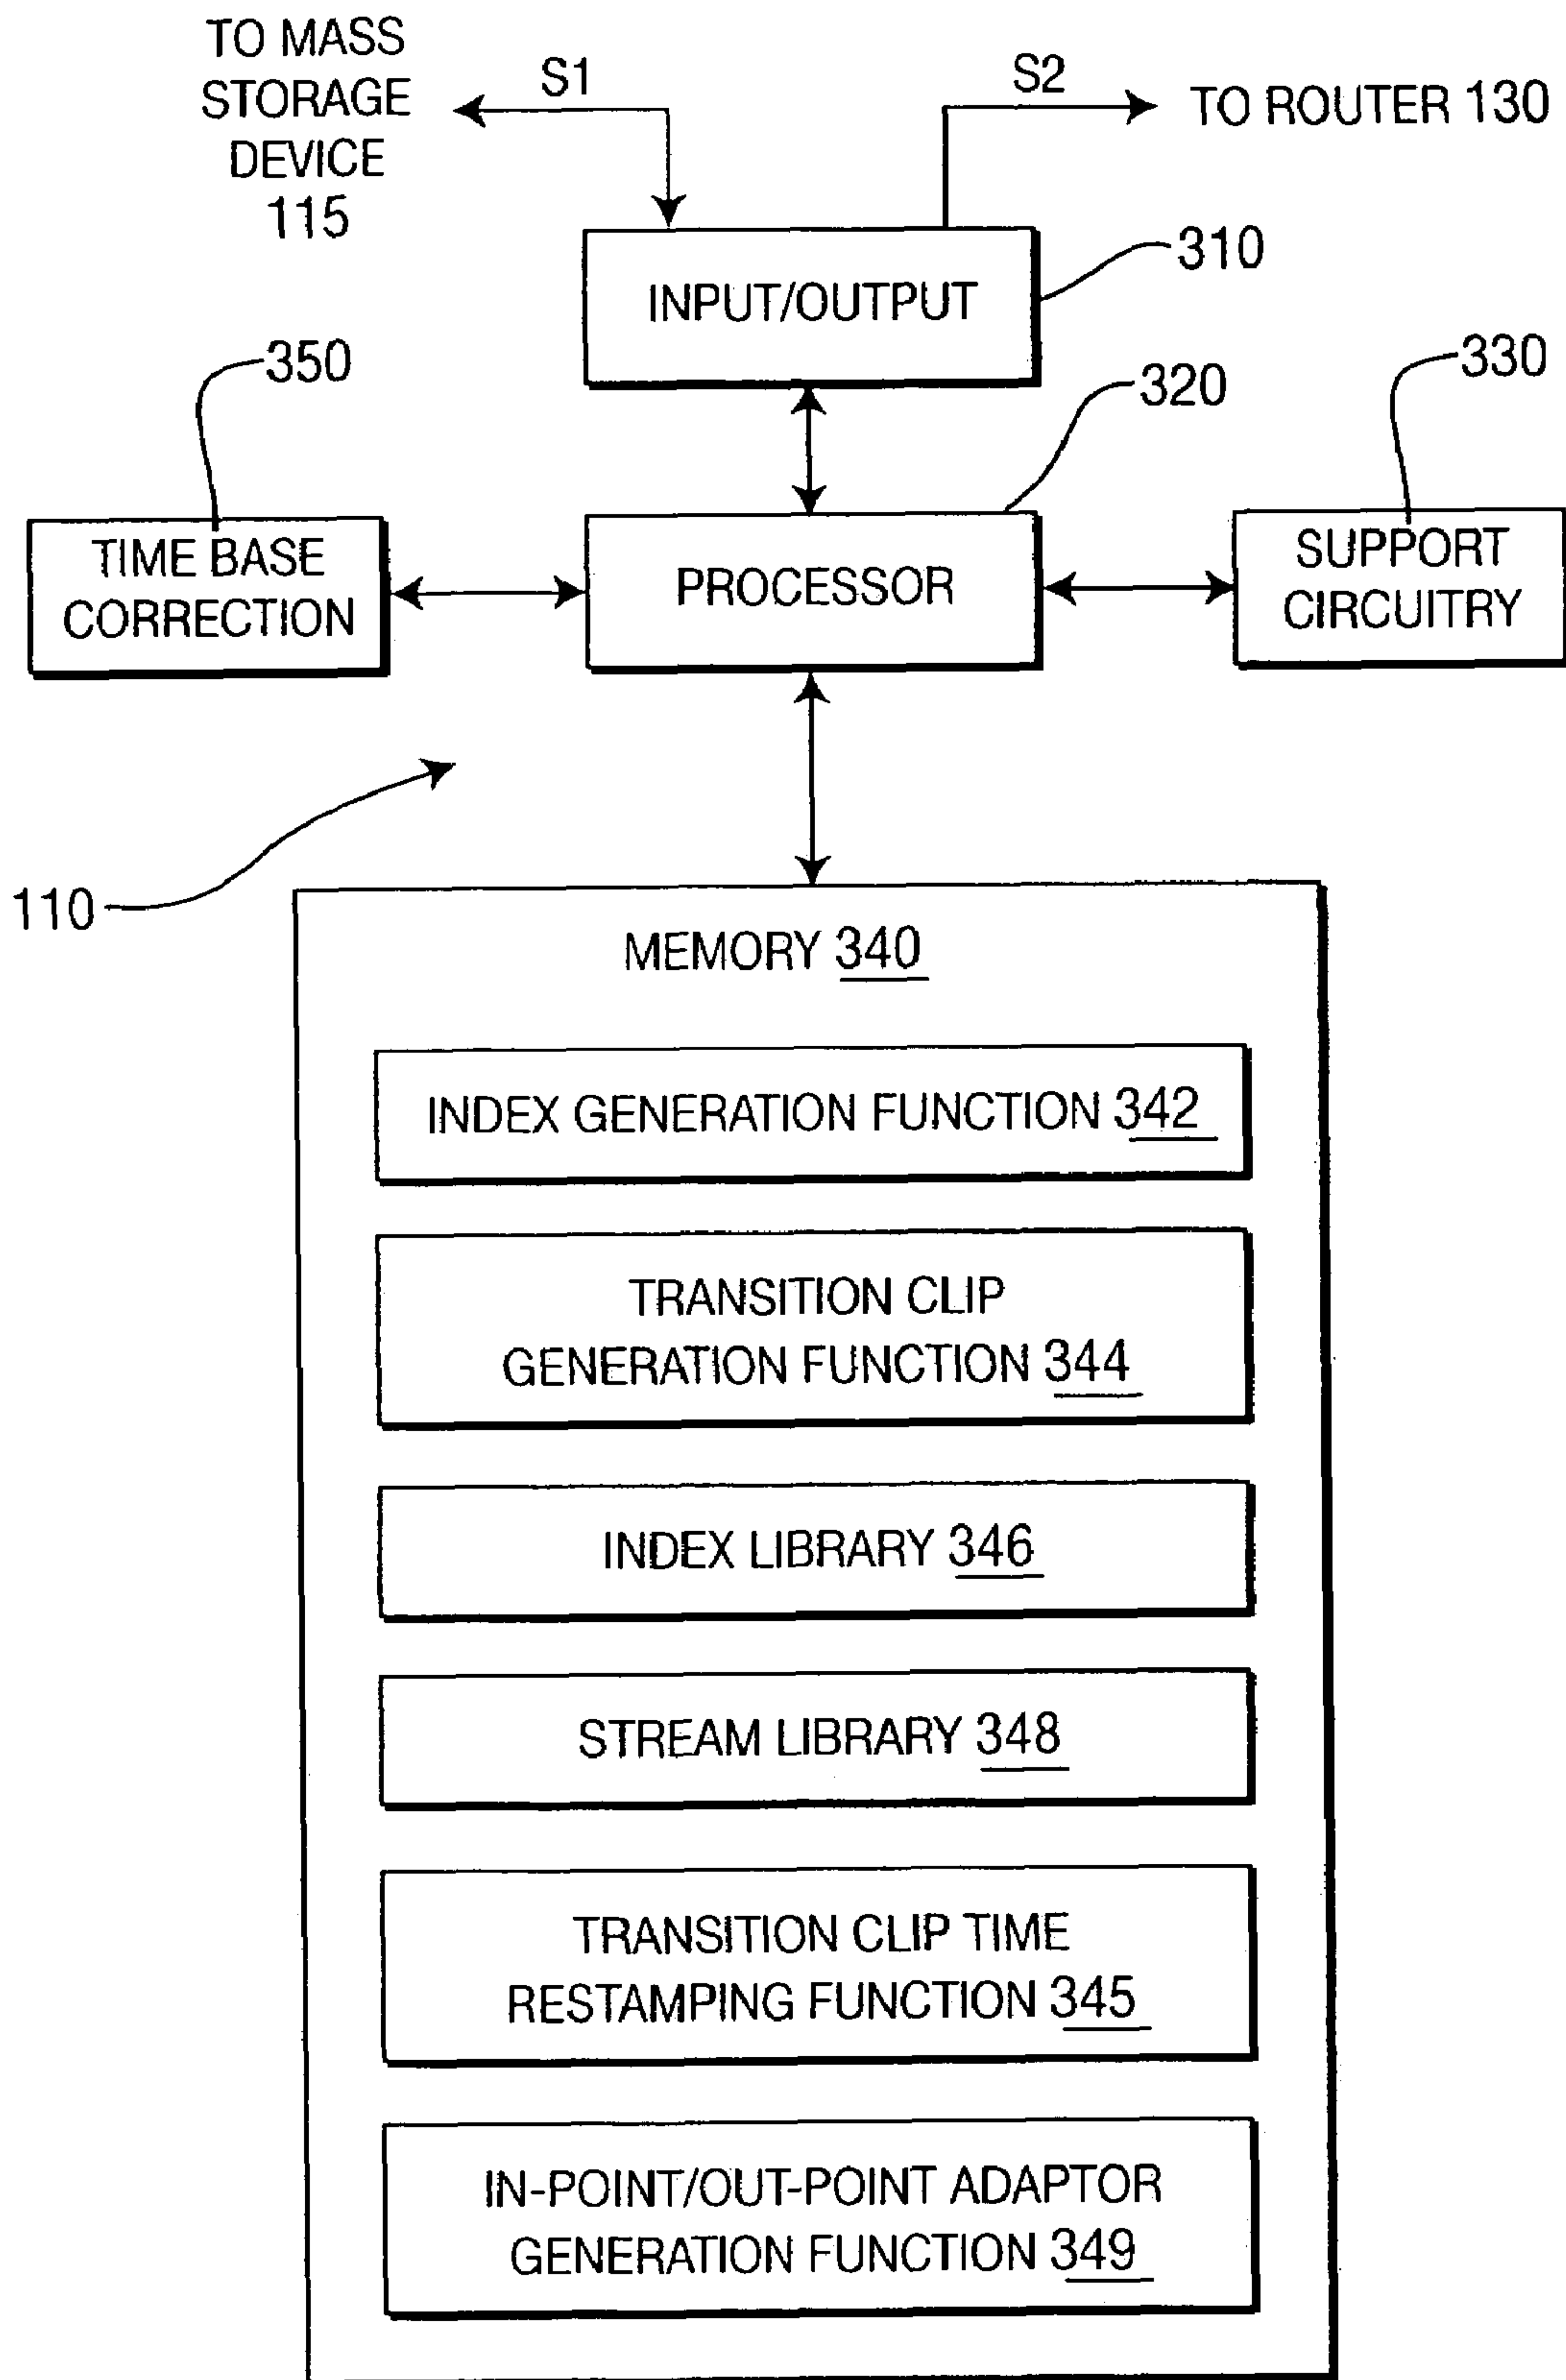 TO MASS
STORAGE
DEVICE
115
S1
S2
TO ROUTER 130
INPUT/OUTPUT
310
350
320
330
TIME BASE
CORRECTION
PROCESSOR
SUPPORT
CIRCUITRY
110
MEMORY 340
INDEX GENERATION FUNCTION 342
TRANSITION CLIP
GENERATION FUNCTION 344
INDEX LIBRARY 346
STREAM LIBRARY 348
TRANSITION CLIP TIME
RESTAMPING FUNCTION 345
IN-POINT/OUT-POINT ADAPTOR
GENERATION FUNCTION 349